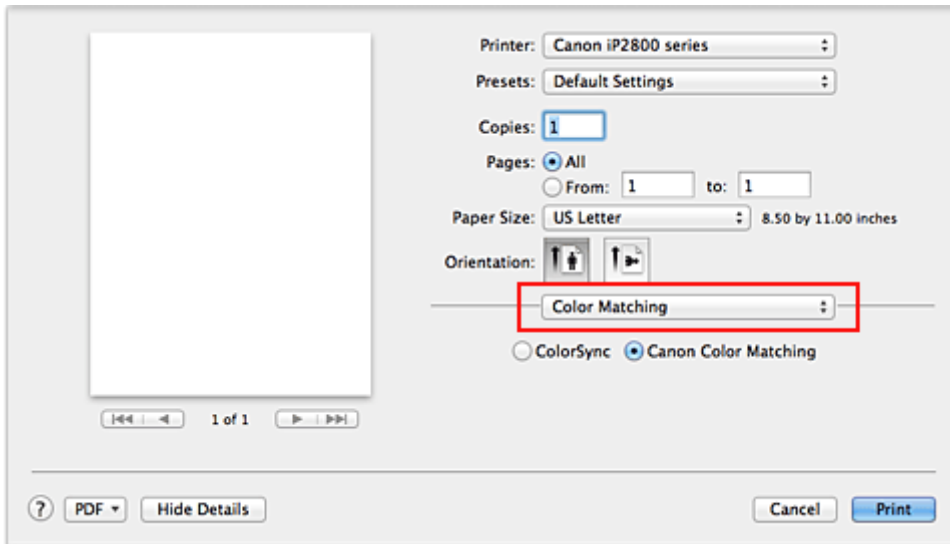 Printer: Canon iP2800 series
Presets: Default Settings
Copies: 1
Pages: All
From: 1 to: 1
Paper Size: US Letter 8.50 by 11.00 inches
Orientation:
Color Matching
ColorSync Canon Color Matching
1 of 1
? PDF Hide Details Cancel Print